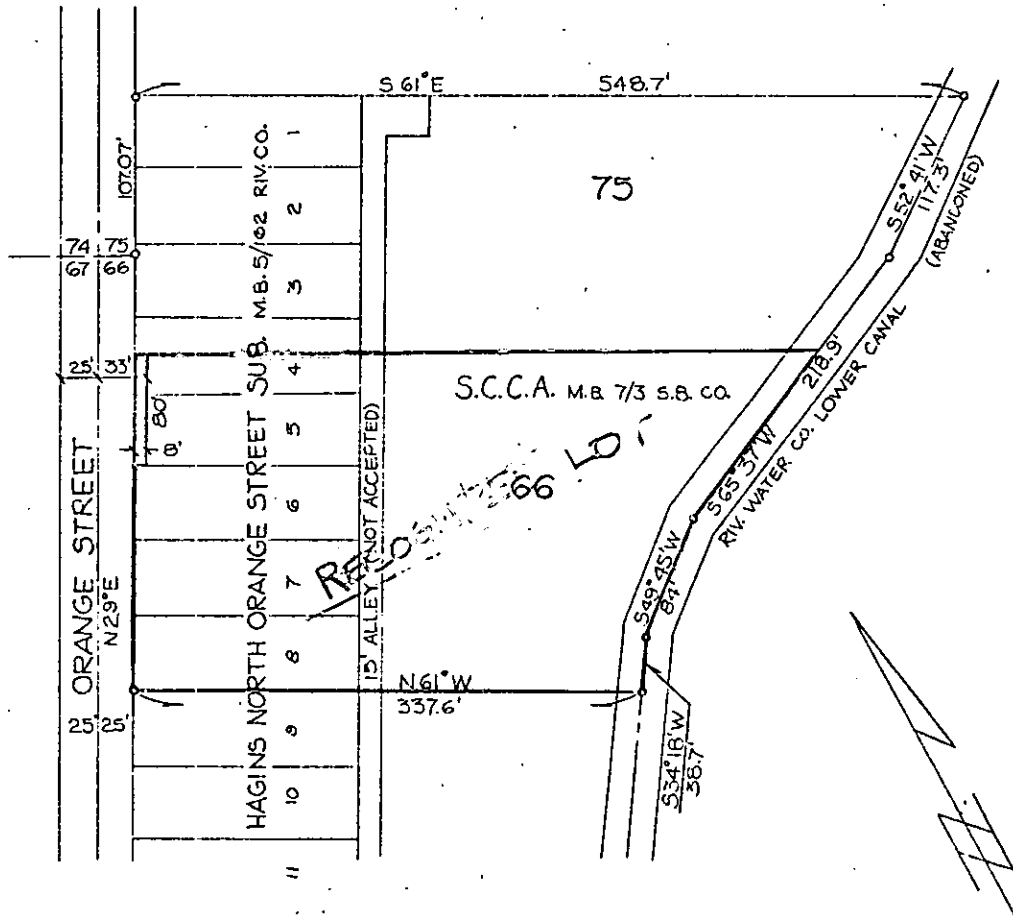 S 61°E 548.7'
107.07'
74 75
67 66
25' 33'
80'
8'
ORANGE STREET
N 29°E
25' 25'
HAGINS NORTH ORANGE STREET SUB. M.B. 5/102 RIV. CO.
1
2
3
4
5
6
7
8
9
10
11
15' ALLEY (NOT ACCEPTED)
75
S.C.C.A. M.B. 7/3 S.B. CO.
66
LOT
S 52°41'W
117.3'
(ABANDONED)
218.9'
S 65°37'W
RIV. WATER CO. LOWER CANAL
S 49°45'W
84'
N 61°W
337.6'
S 34°18'W
38.7'